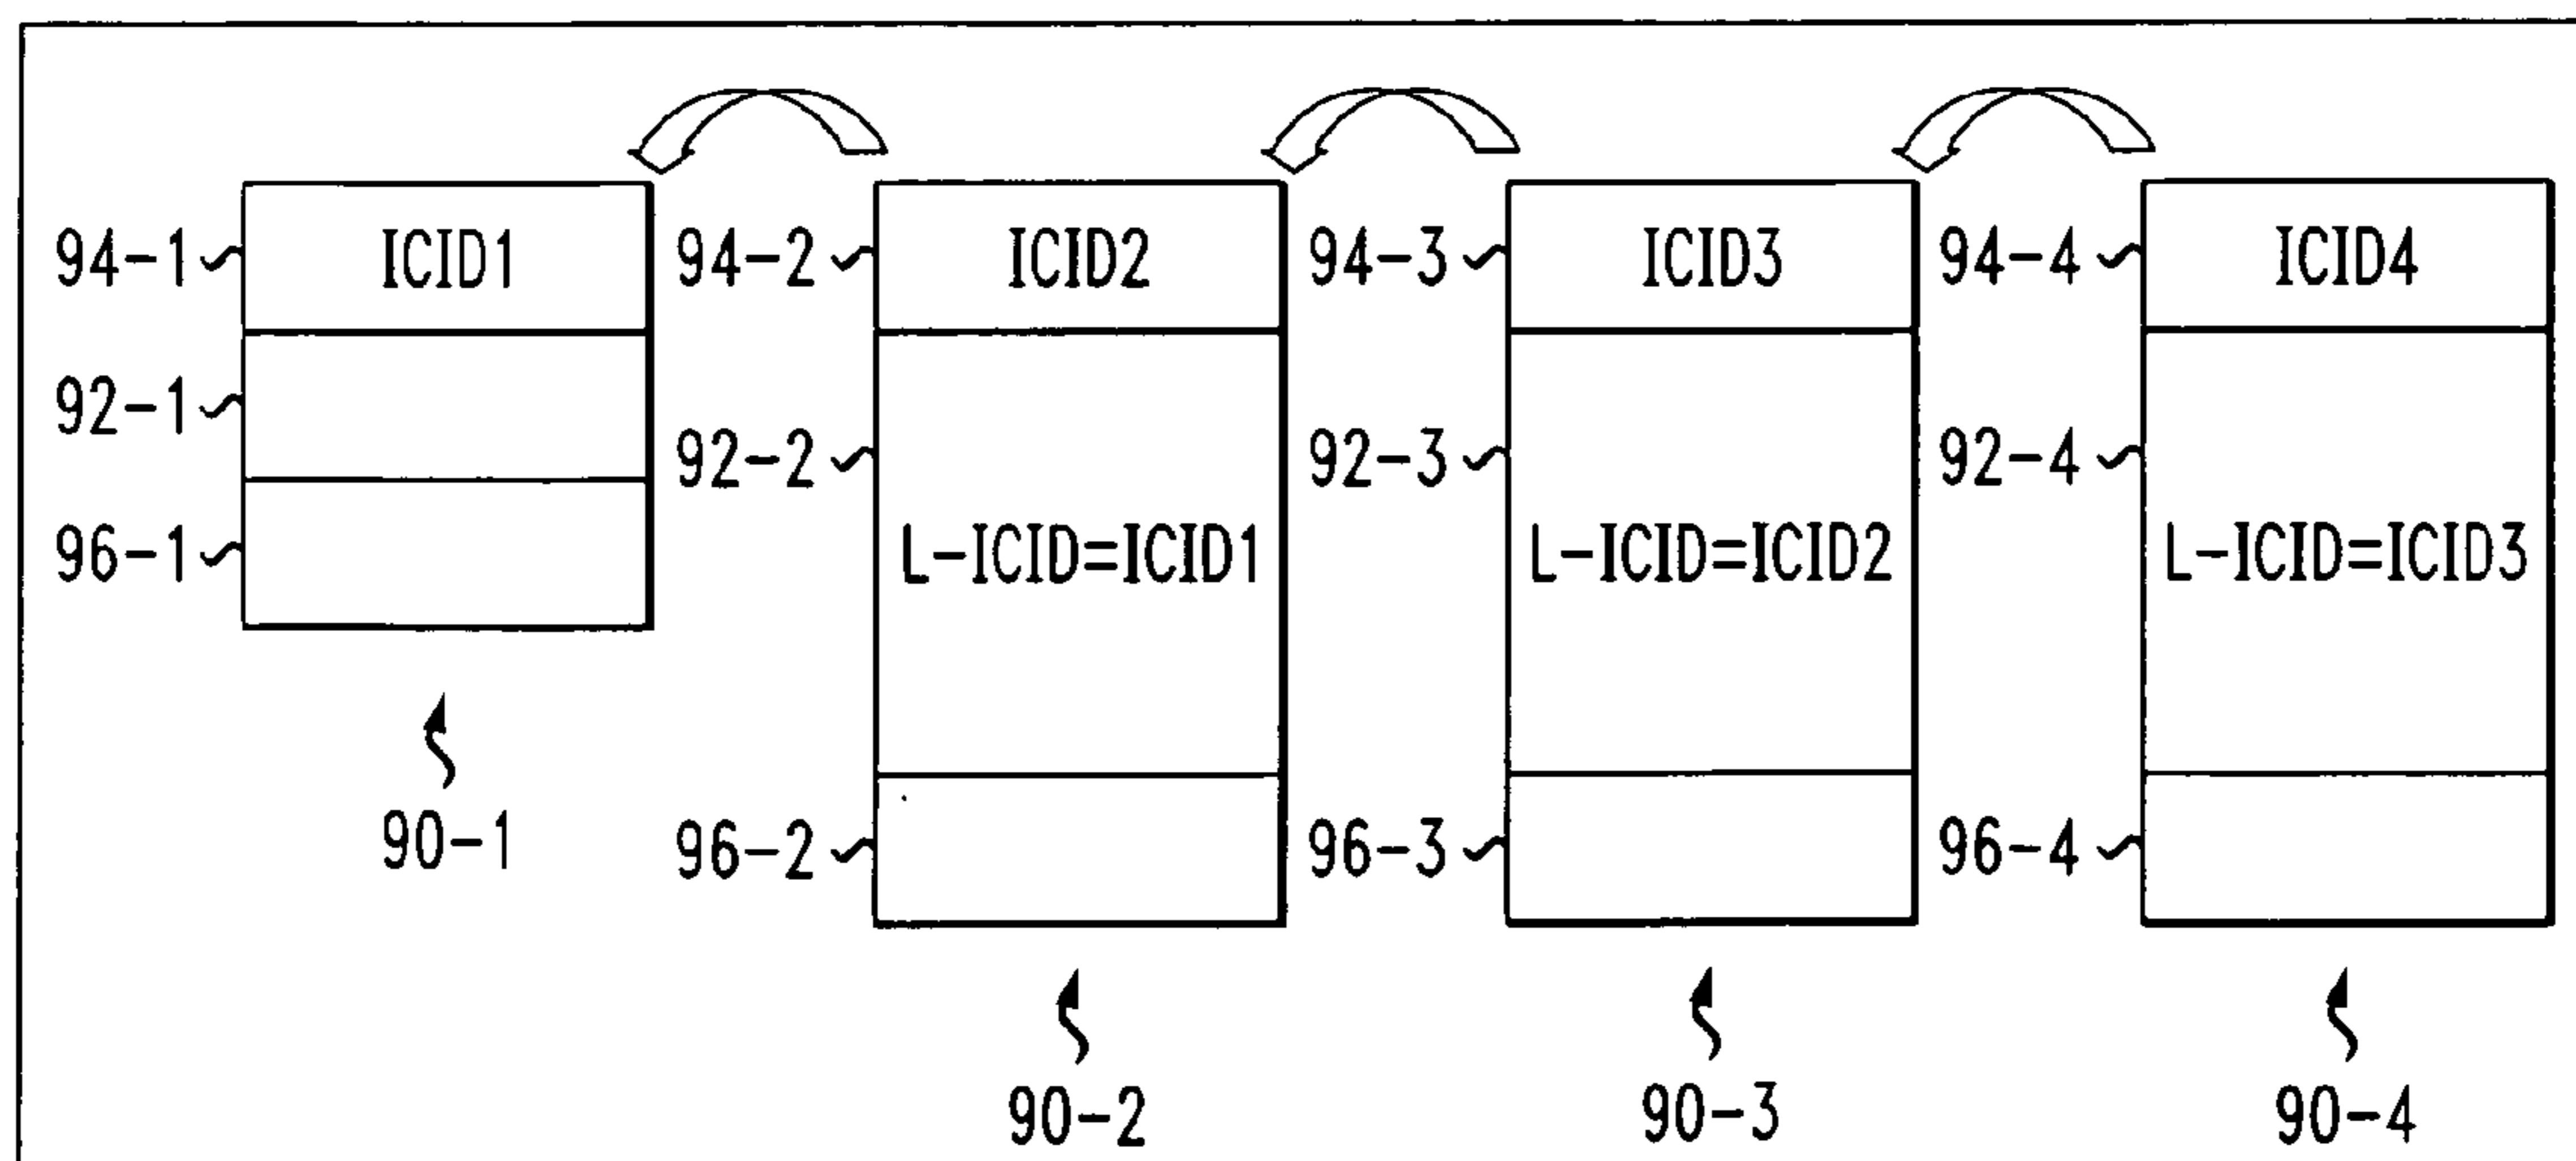 94-1 ICID1 94-2 ICID2 94-3 ICID3 94-4 ICID4
92-1 92-2 92-3 92-4
L-ICID=ICID1 L-ICID=ICID2 L-ICID=ICID3
96-1
90-1 96-2 96-3 96-4
90-2 90-3 90-4